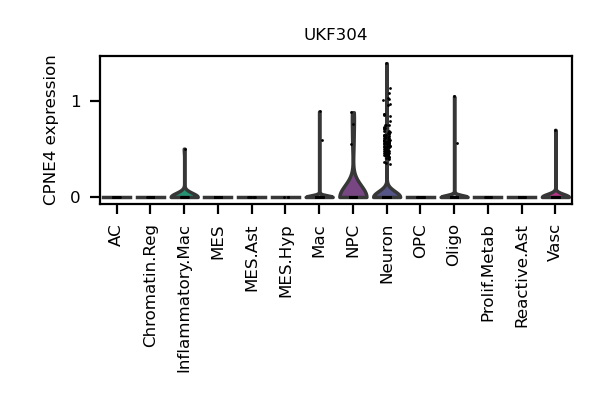 UKF304
CPNE4 expression
1
0
AC
Chromatin.Reg
Inflammatory.Mac
MES
MES.Ast
MES.Hyp
Mac
NPC
Neuron
OPC
Oligo
Prolif.Metab
Reactive.Ast
Vasc